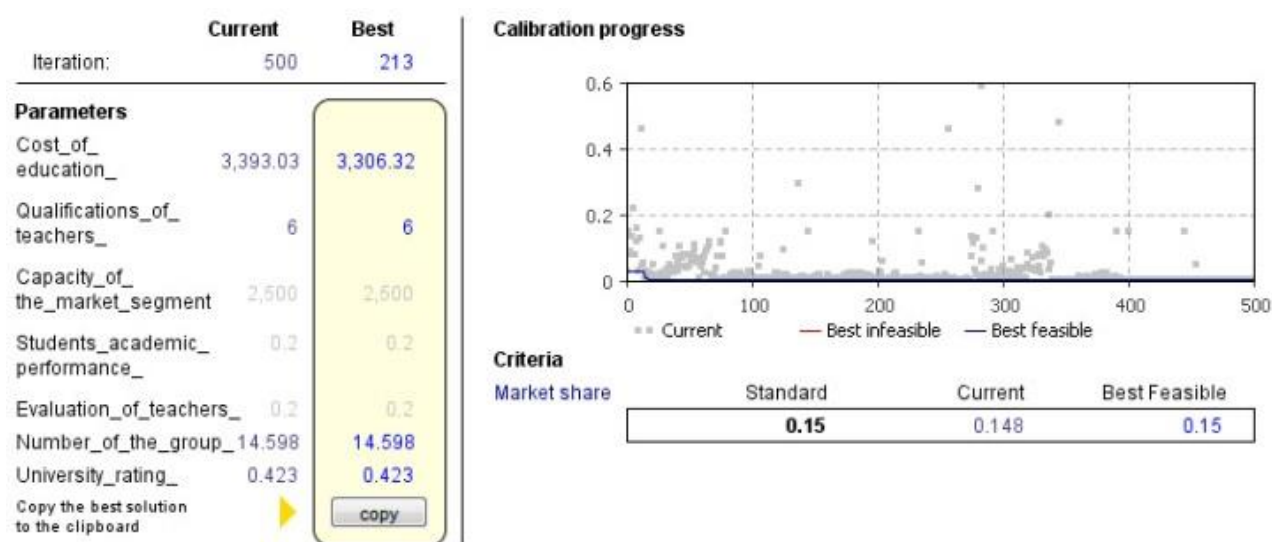 Current Best
Iteration: 500 213
Parameters
Cost_of_
education_ 3,393.03 3,306.32
Qualifications_of_
teachers_ 6 6
Capacity_of_
the_market_segment 2,500 2,500
Students_academic_
performance_ 0.2 0.2
Evaluation_of_teachers_ 0.2 0.2
Number_of_the_group_ 14.598 14.598
University_rating_ 0.423 0.423
Copy the best solution
to the clipboard
copy
Calibration progress
0.6
0.4
0.2
0
0 100 200 300 400 500
Current Best infeasible Best feasible
Criteria
Market share Standard Current Best Feasible
0.15 0.148 0.15